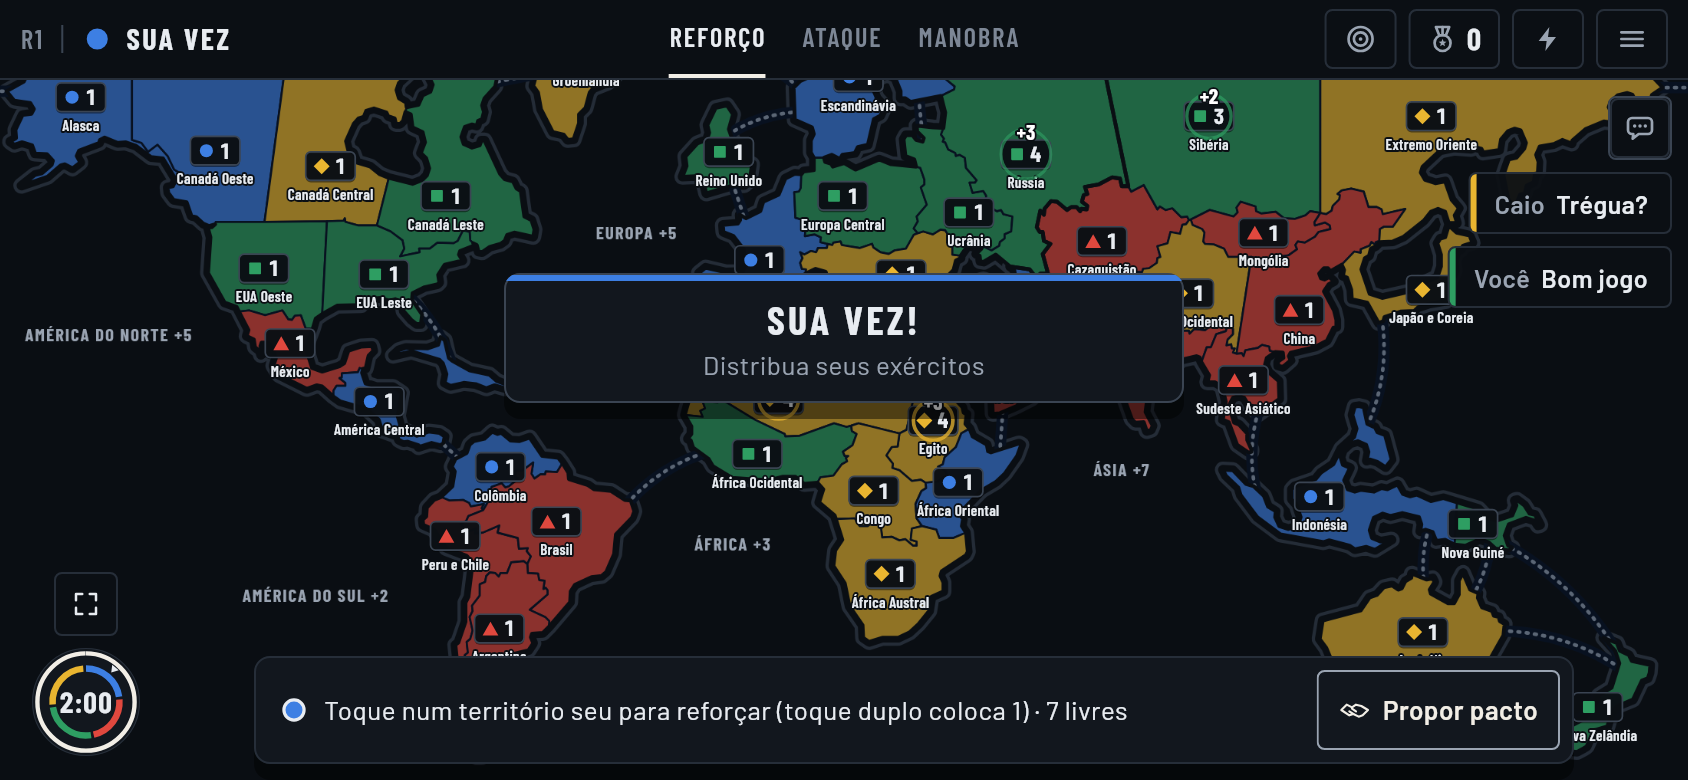 R1
SUA VEZ
REFORÇO
ATAQUE
MANOBRA
0
Groenlândia
+2
3
Sibéria
1
Alasca
Escandinávia
1
Extremo Oriente
+3
4
Rússia
1
Canadá Oeste
1
Canadá Central
1
Reino Unido
Caio Trégua?
1
Canadá Leste
1
Europa Central
1
Ucrânia
EUROPA +5
1
Cazaquistão
1
Mongólia
1
EUA Oeste
1
EUA Leste
1
1
Você Bom jogo
1
Japão e Coreia
1
Ocidental
1
China
AMÉRICA DO NORTE +5
SUA VEZ!
Distribua seus exércitos
1
México
1
América Central
1
Sudeste Asiático
4
Egito
1
África Ocidental
1
Colômbia
ÁSIA +7
1
Congo
1
África Oriental
1
Indonésia
1
Peru e Chile
1
Brasil
1
Nova Guiné
ÁFRICA +3
AMÉRICA DO SUL +2
1
África Austral
1
Argentina
1
2:00
Toque num território seu para reforçar (toque duplo coloca 1) · 7 livres
Propor pacto
1
va Zelândia